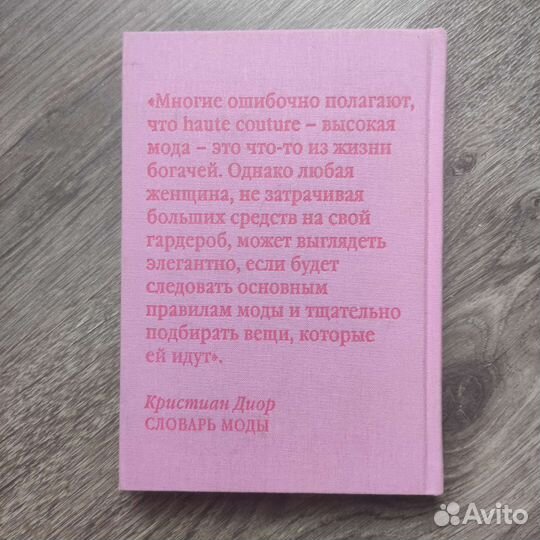 «Многие ошибочно полагают,
что haute couture – высокая
мода – это что-то из жизни
богачей. Однако любая
женщина, не затрачивая
больших средств на свой
гардероб, может выглядеть
элегантно, если будет
следовать основным
правилам моды и тщательно
подбирать вещи, которые
ей идут».
Кристиан Диор
СЛОВАРЬ МОДЫ
Avito